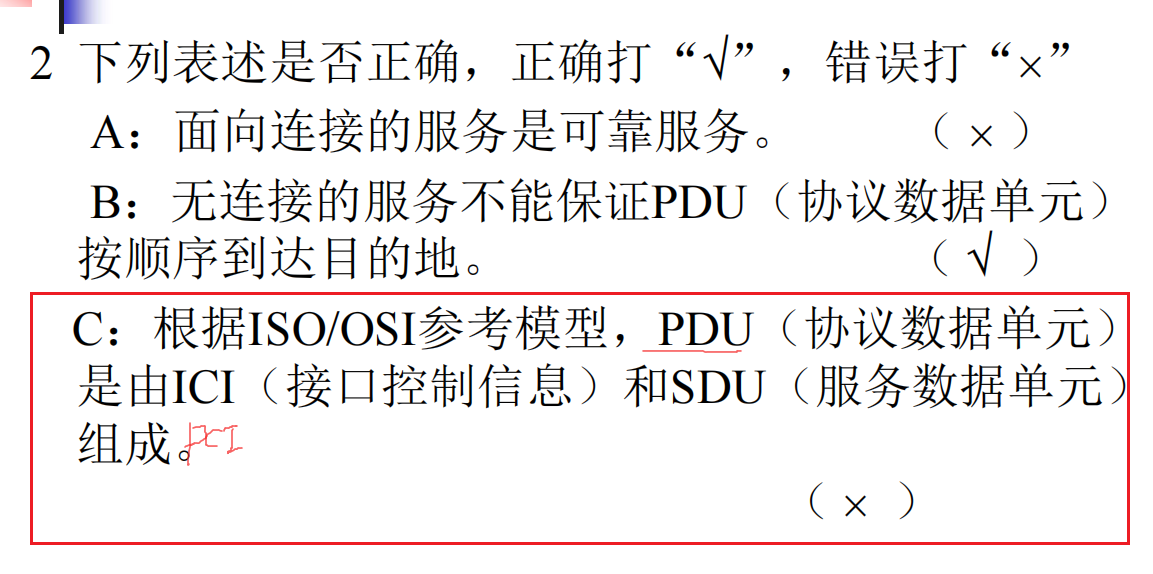 2 下列表述是否正确，正确打“√”，错误打“×”
A：面向连接的服务是可靠服务。 （ × ）
B：无连接的服务不能保证PDU（协议数据单元）
按顺序到达目的地。 （ √ ）
C：根据ISO/OSI参考模型，PDU（协议数据单元）
是由ICI（接口控制信息）和SDU（服务数据单元）
组成。PCI
（ × ）